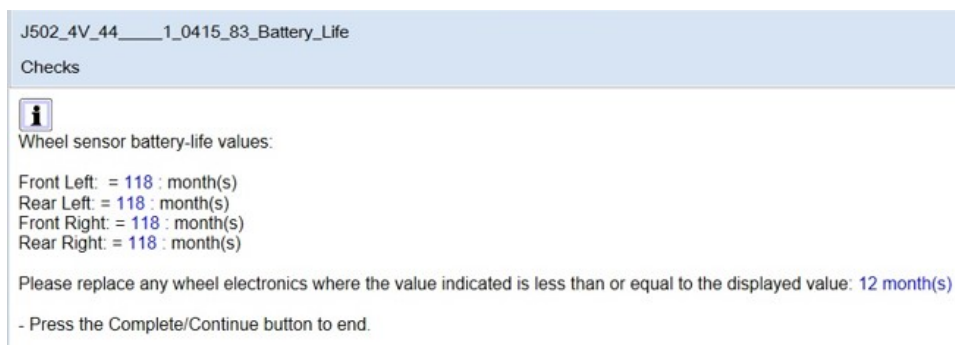 J502_4V_44_____1_0415_83_Battery_Life
Checks
i
Wheel sensor battery-life values:
Front Left:  = 118 : month(s)
Rear Left: = 118 : month(s)
Front Right: = 118 : month(s)
Rear Right: = 118 : month(s)
Please replace any wheel electronics where the value indicated is less than or equal to the displayed value: 12 month(s)
- Press the Complete/Continue button to end.